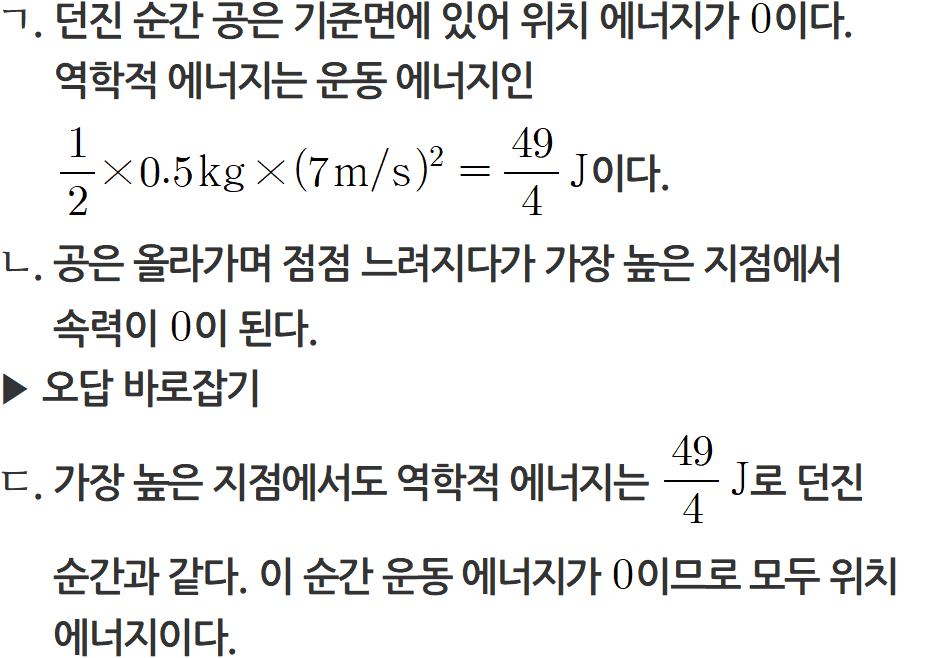 ㄱ. 던진 순간 공은 기준면에 있어 위치 에너지가 0이다.
역학적 에너지는 운동 에너지인
1/2×0.5kg×(7m/s)² = 49/4 J이다.
ㄴ. 공은 올라가며 점점 느려지다가 가장 높은 지점에서
속력이 0이 된다.
▶ 오답 바로잡기
ㄷ. 가장 높은 지점에서도 역학적 에너지는 49/4 J로 던진
순간과 같다. 이 순간 운동 에너지가 0이므로 모두 위치
에너지이다.